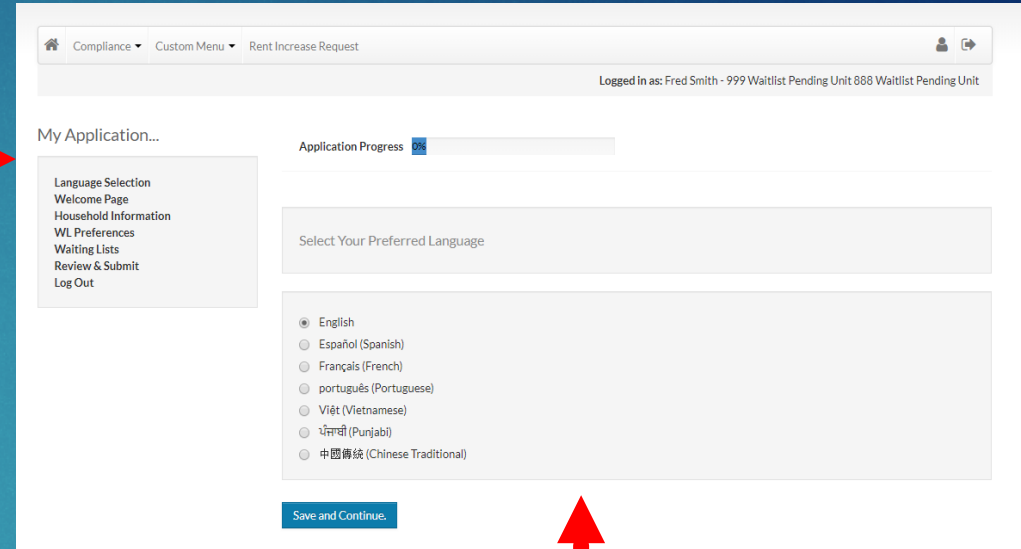 Compliance Custom Menu Rent Increase Request
Logged in as: Fred Smith - 999 Waitlist Pending Unit 888 Waitlist Pending Unit
My Application...
Language Selection
Welcome Page
Household Information
WL Preferences
Waiting Lists
Review & Submit
Log Out
Application Progress 0%
Select Your Preferred Language
English
Español (Spanish)
Français (French)
português (Portuguese)
Việt (Vietnamese)
ਪੰਜਾਬੀ (Punjabi)
中國傳統 (Chinese Traditional)
Save and Continue.